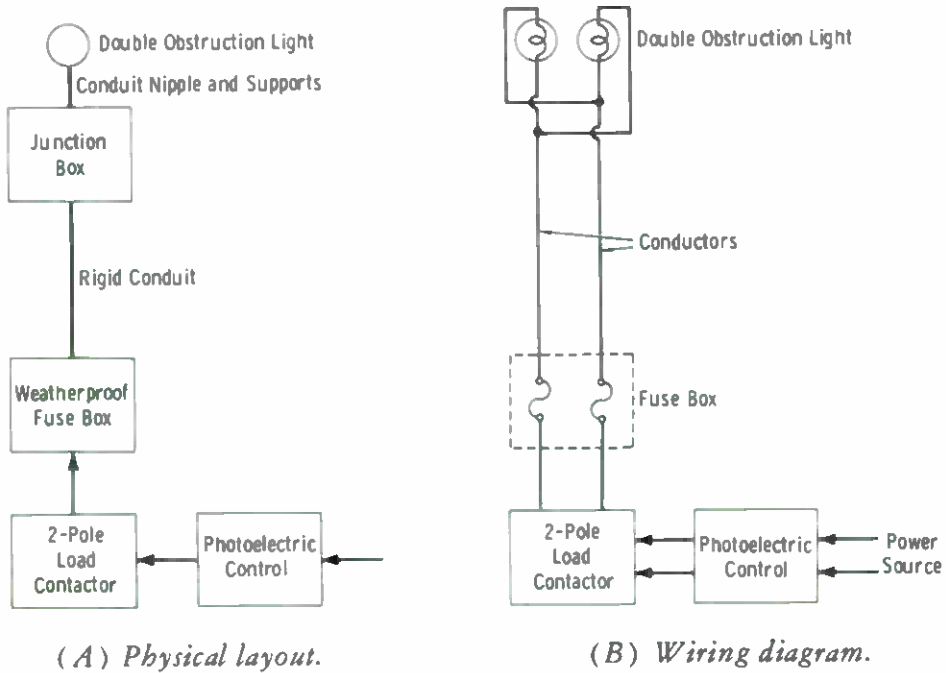 Double Obstruction Light
Conduit Nipple and Supports
Junction
Box
Rigid Conduit
Weatherproof
Fuse Box
2-Pole
Load
Contactor
Photoelectric
Control
(A) Physical layout.
Double Obstruction Light
Conductors
Fuse Box
2-Pole
Load
Contactor
Photoelectric
Control
Power
Source
(B) Wiring diagram.